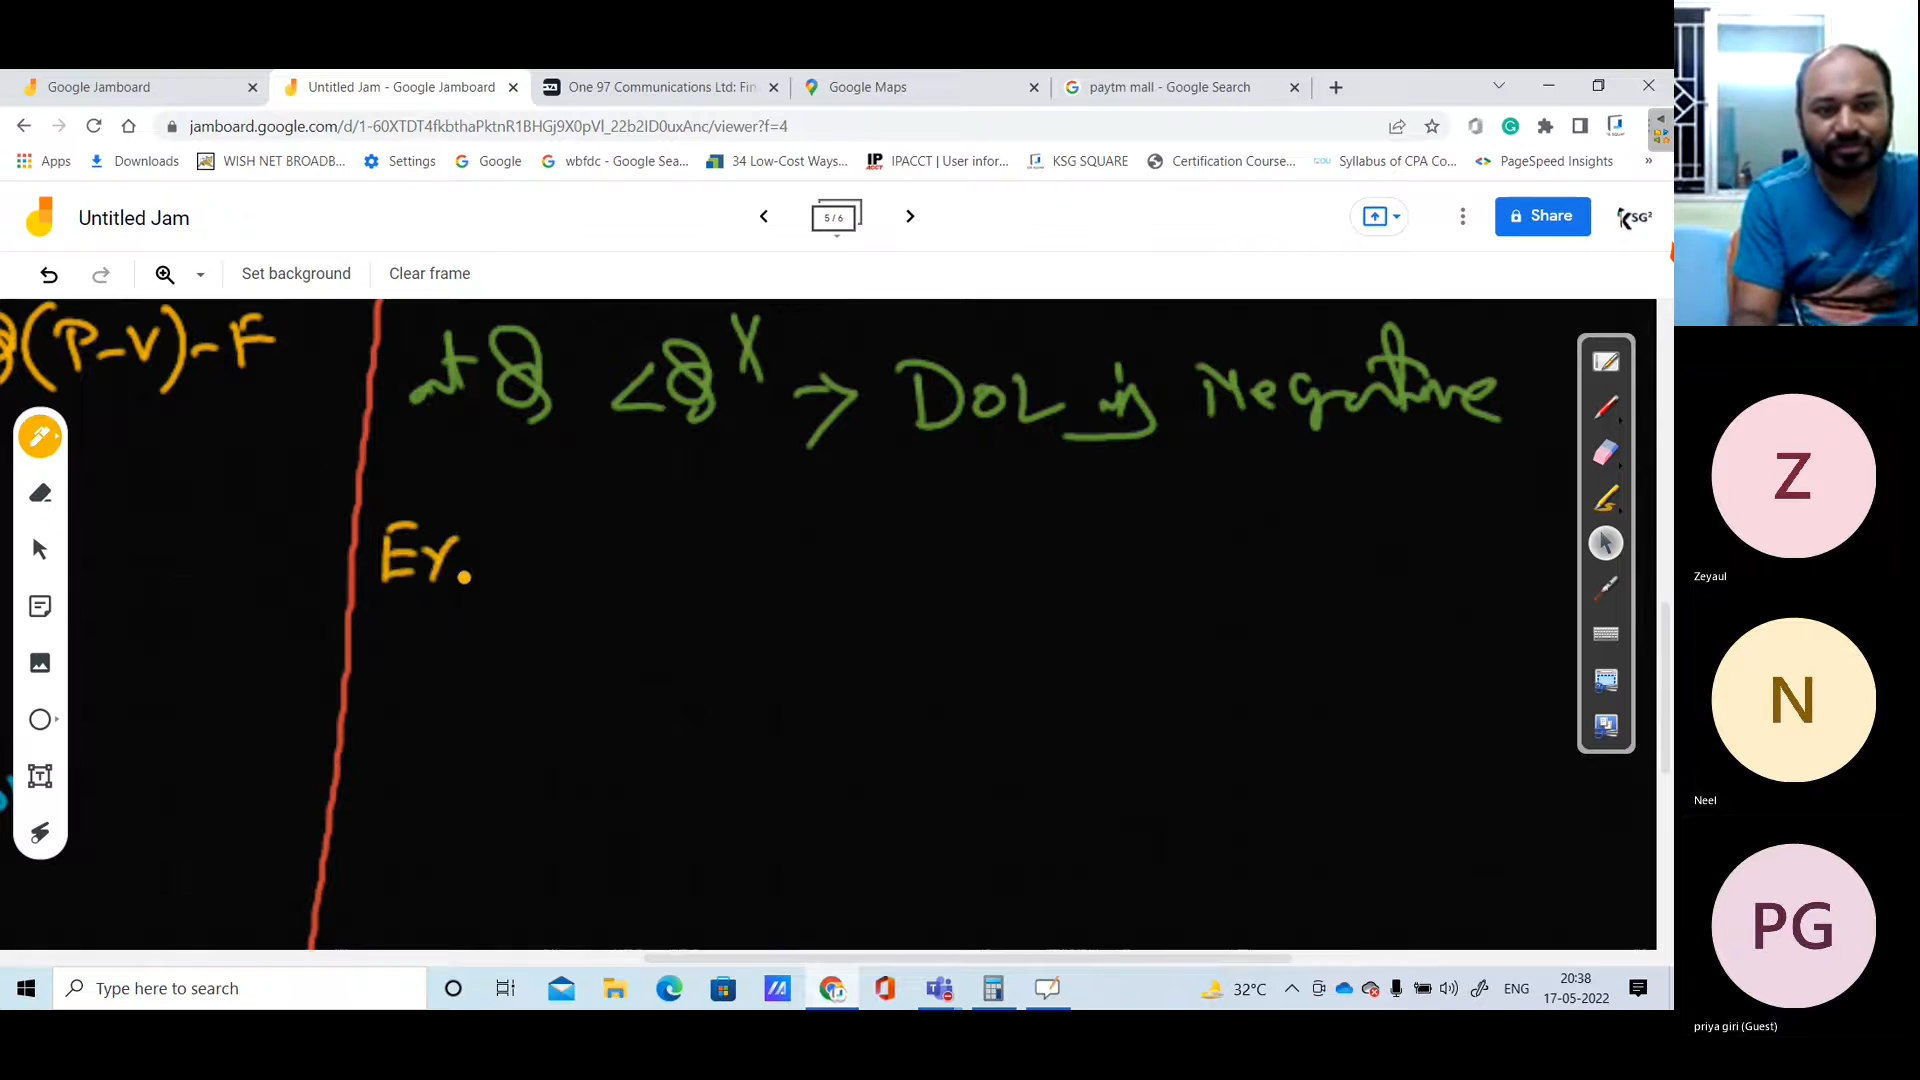 Google Jamboard
Untitled Jam - Google Jamboard
One 97 Communications Ltd: Fin
Google Maps
paytm mall - Google Search
jamboard.google.com/d/1-60XTDT4fkbthaPktnR1BHGj9X0pVl_22b2ID0uxAnc/viewer?f=4
Apps
Downloads
WISH NET BROADB...
Settings
Google
wbfdc - Google Sea...
34 Low-Cost Ways...
IPACCT | User infor...
KSG SQUARE
Certification Course...
Syllabus of CPA Co...
PageSpeed Insights
»
Untitled Jam
5 / 6
Share
KSG²
Set background
Clear frame
Q(P-V)-F
at Q < Q^X → DOL is Negative
Ex.
Z
Zeyaul
N
Neel
PG
priya giri (Guest)
Type here to search
32°C
ENG
20:38
17-05-2022